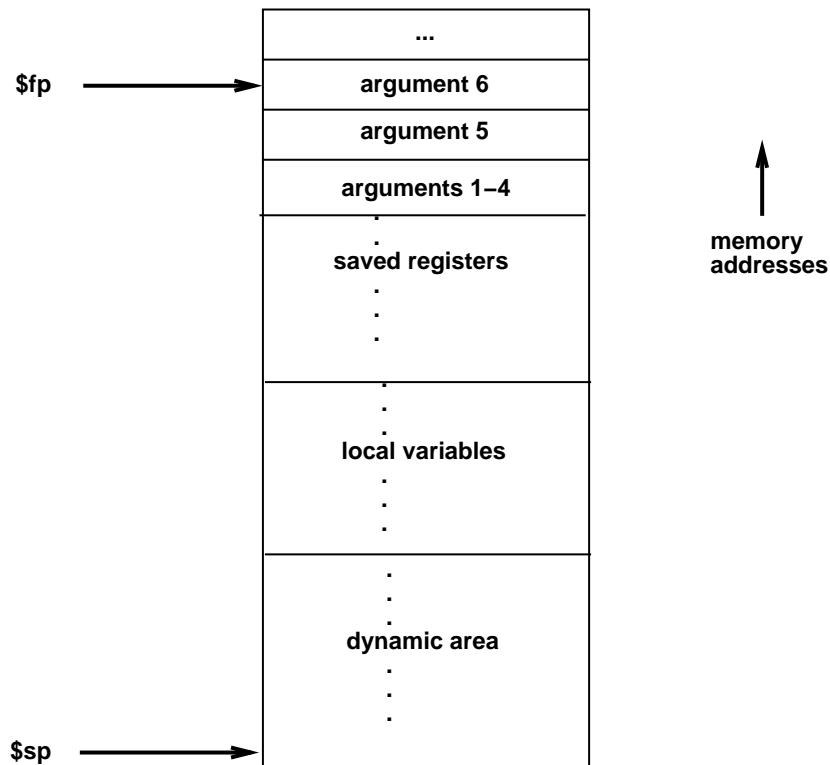 ...
$fp
argument 6
argument 5
arguments 1–4
memory
addresses
saved registers
local variables
dynamic area
$sp